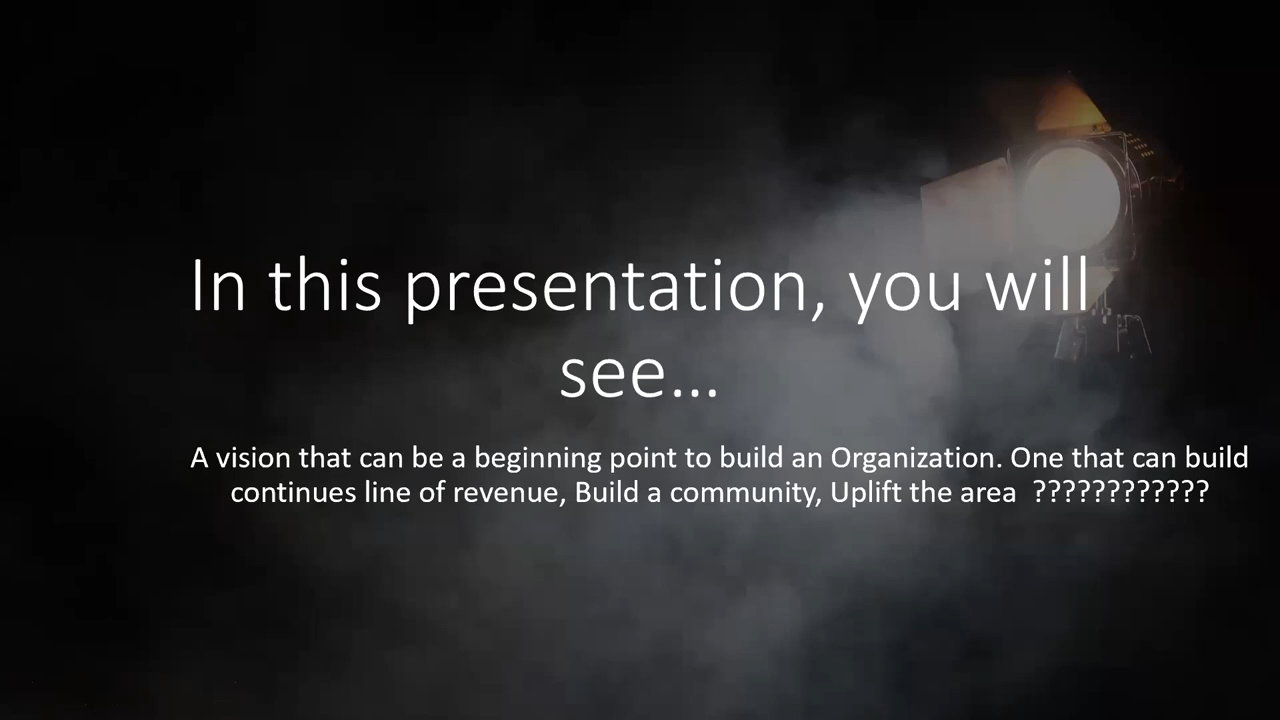 In this presentation, you will
see...
A vision that can be a beginning point to build an Organization. One that can build
continues line of revenue, Build a community, Uplift the area  ????????????